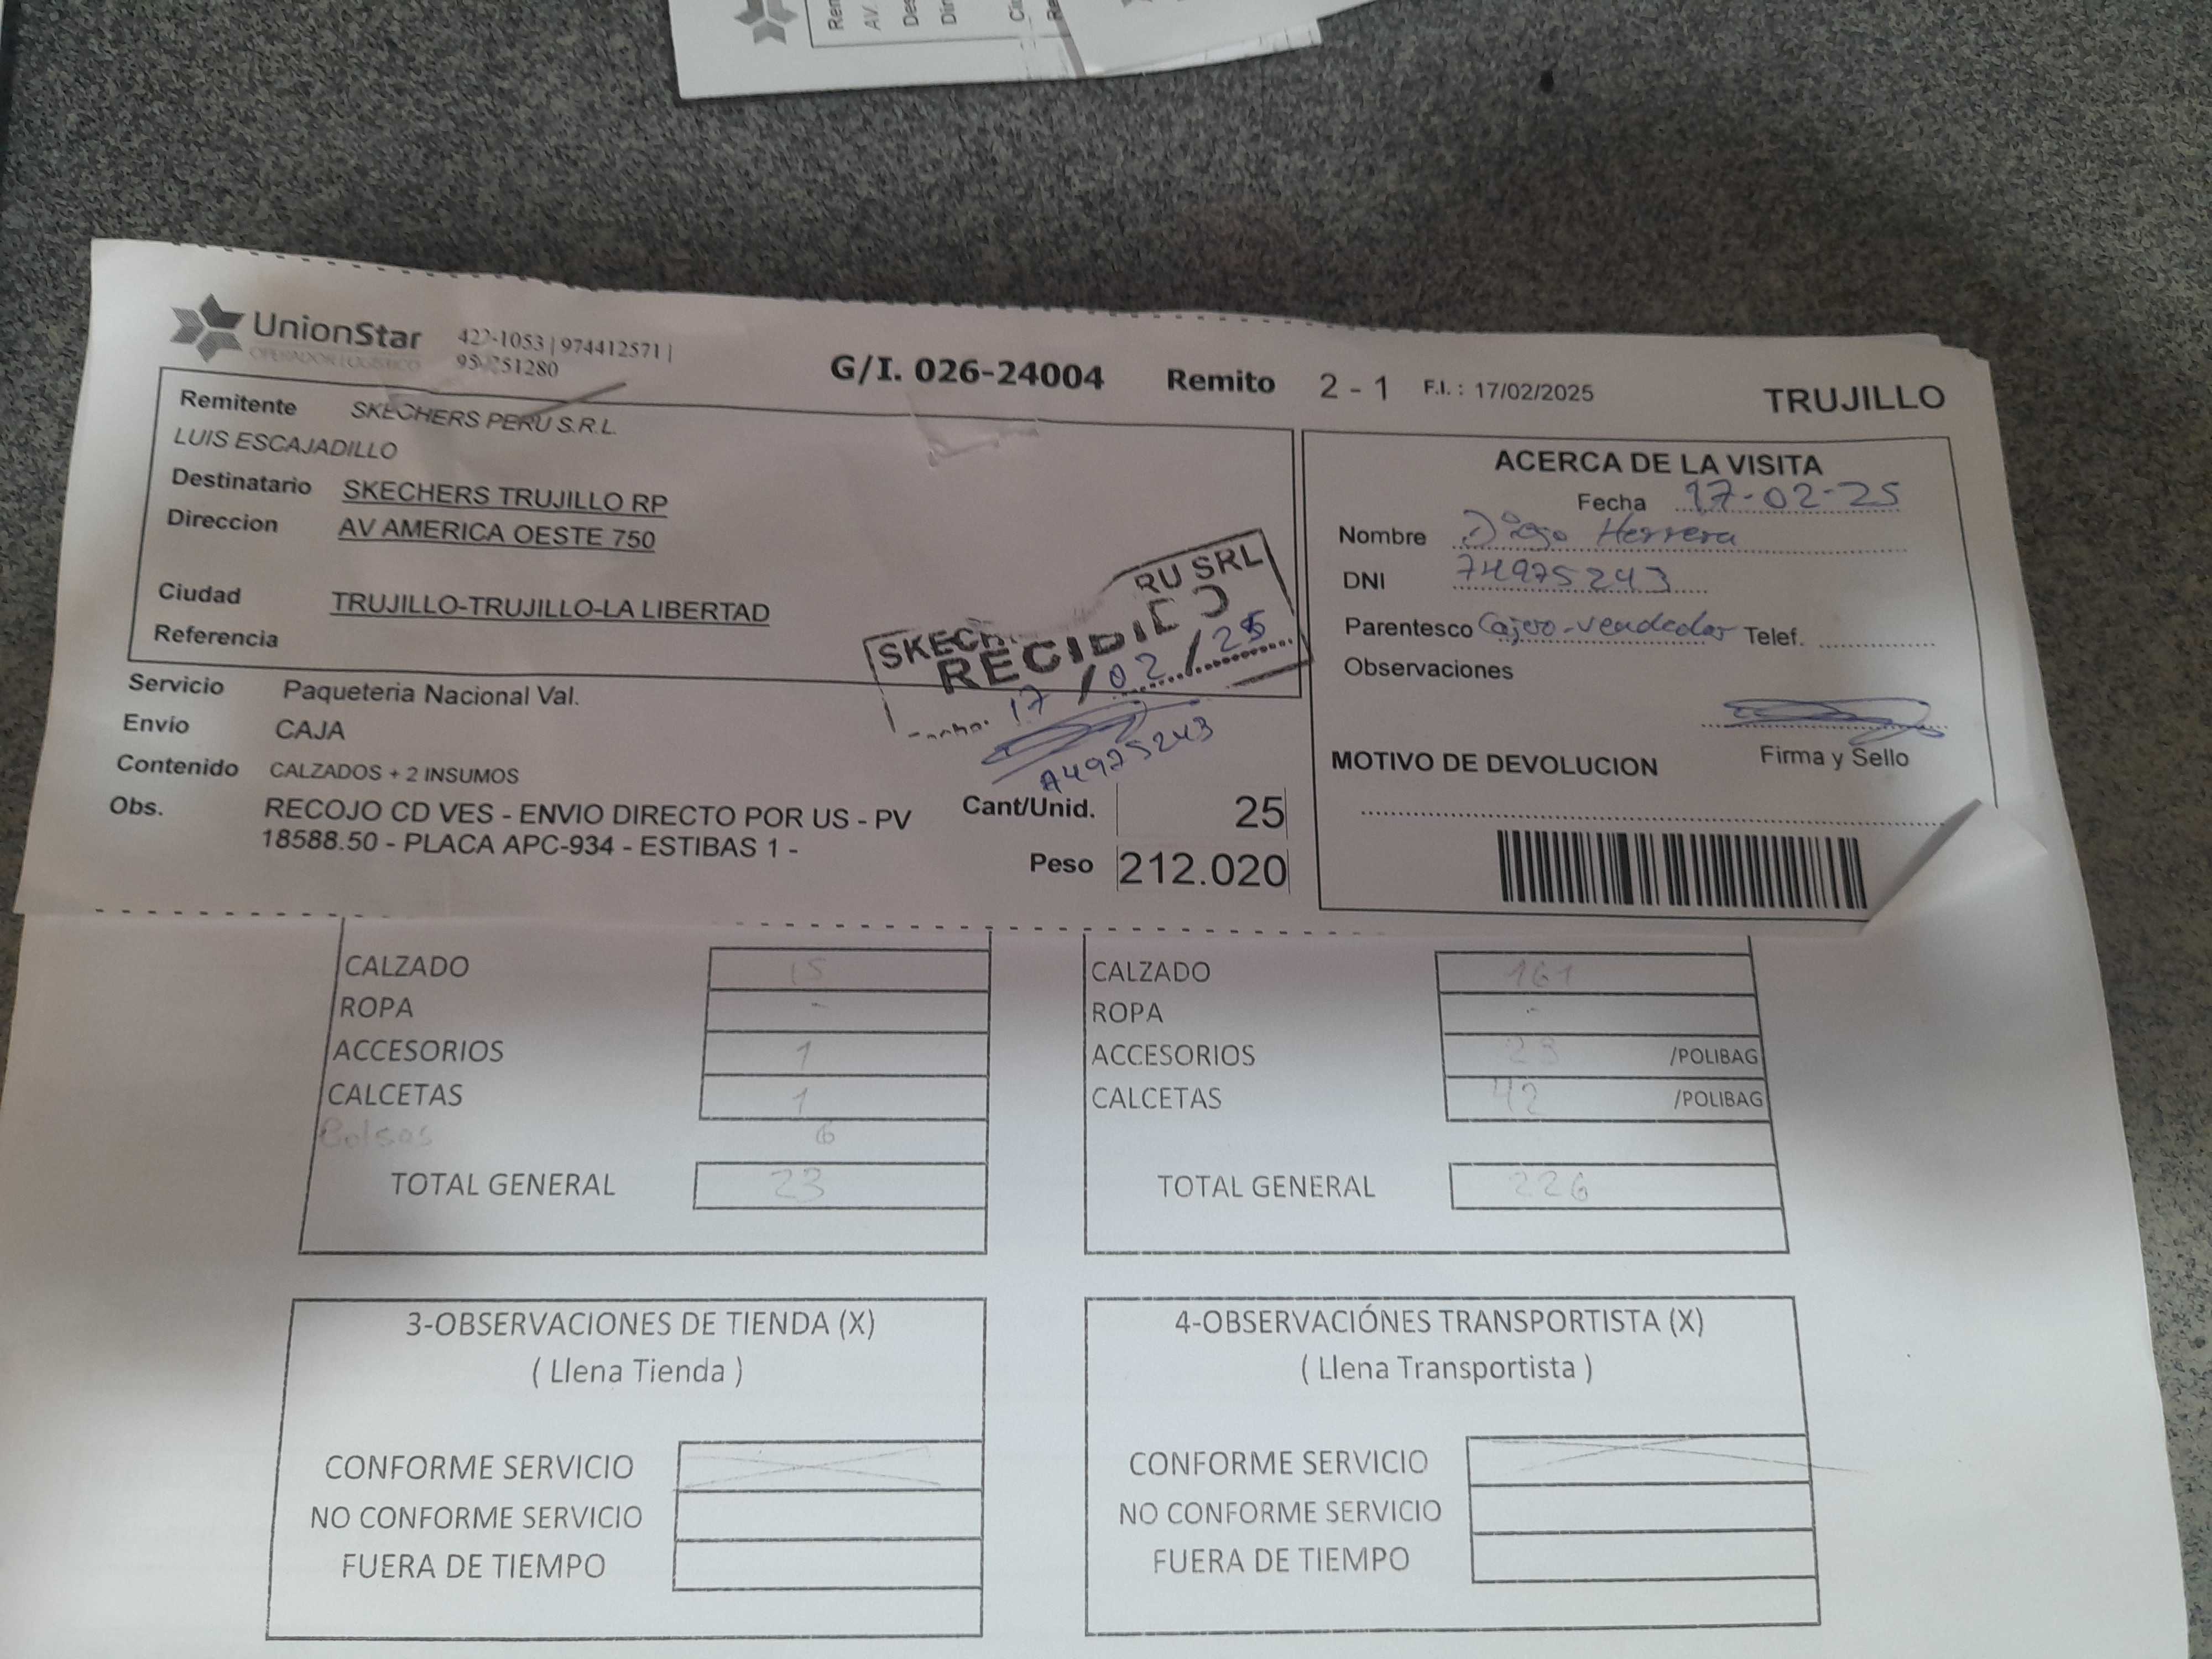 UnionStar
OPERADOR LOGISTICO
422-1053 | 974412571 |
G/I. 026-24004 Remito 2 - 1 F.I. : 17/02/2025 TRUJILLO
Remitente SKECHERS PERU S.R.L.
LUIS ESCAJADILLO
Destinatario SKECHERS TRUJILLO RP
Direccion AV AMERICA OESTE 750
Ciudad TRUJILLO-TRUJILLO-LA LIBERTAD
Referencia
RU SRL
RECIBIDO
17 / 02 / 25
Servicio Paqueteria Nacional Val.
Envío CAJA
Contenido CALZADOS + 2 INSUMOS
Obs. RECOJO CD VES - ENVIO DIRECTO POR US - PV
18588.50 - PLACA APC-934 - ESTIBAS 1 -
Cant/Unid. 25
Peso 212.020
ACERCA DE LA VISITA
Fecha 17-02-25
Nombre Diego Herrera
DNI 74975243
Parentesco Cajero-vendedor Telef.
Observaciones
Firma y Sello
MOTIVO DE DEVOLUCION
CALZADO 15
ROPA -
ACCESORIOS 1
CALCETAS 1
Bolsas 6
TOTAL GENERAL 23
CALZADO 161
ROPA -
ACCESORIOS 23 /POLIBAG
CALCETAS 42 /POLIBAG
TOTAL GENERAL 226
3-OBSERVACIONES DE TIENDA (X)
( Llena Tienda )
CONFORME SERVICIO X
NO CONFORME SERVICIO
FUERA DE TIEMPO
4-OBSERVACIÓNES TRANSPORTISTA (X)
( Llena Transportista )
CONFORME SERVICIO X
NO CONFORME SERVICIO
FUERA DE TIEMPO